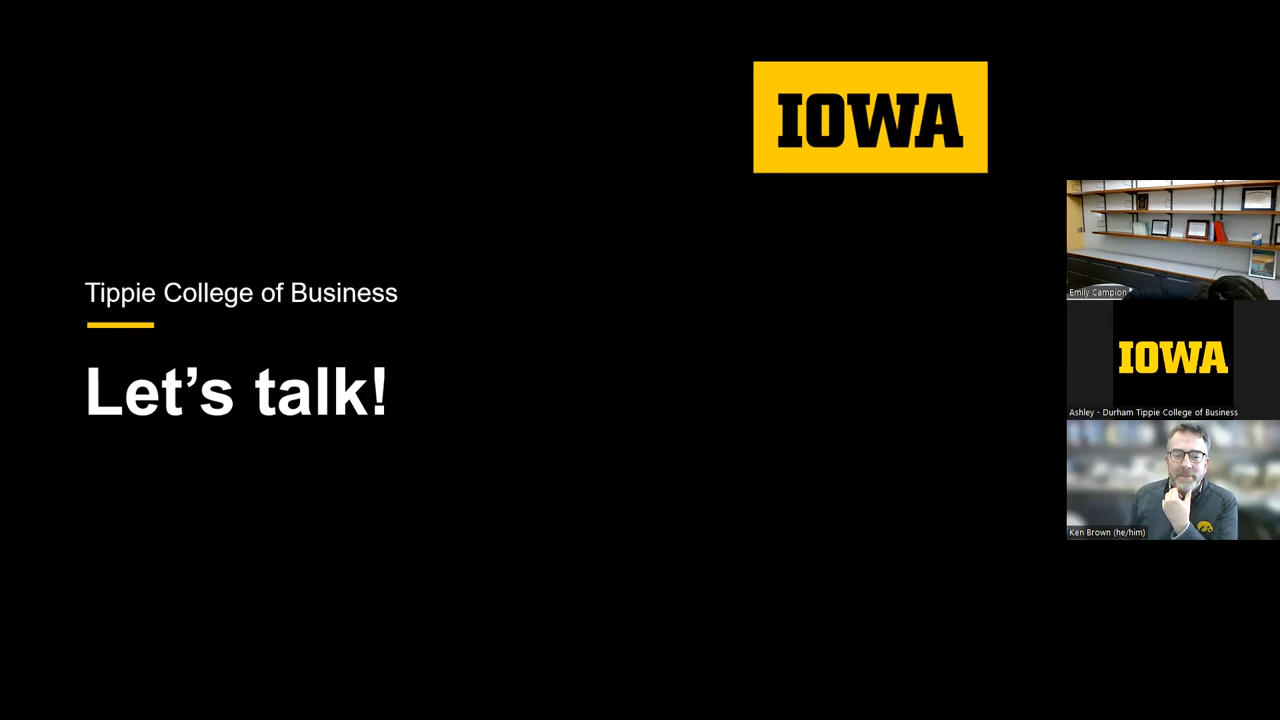 IOWA
Tippie College of Business
Let’s talk!
Emily Campion
IOWA
Ashley - Durham Tippie College of Business
Ken Brown (he/him)